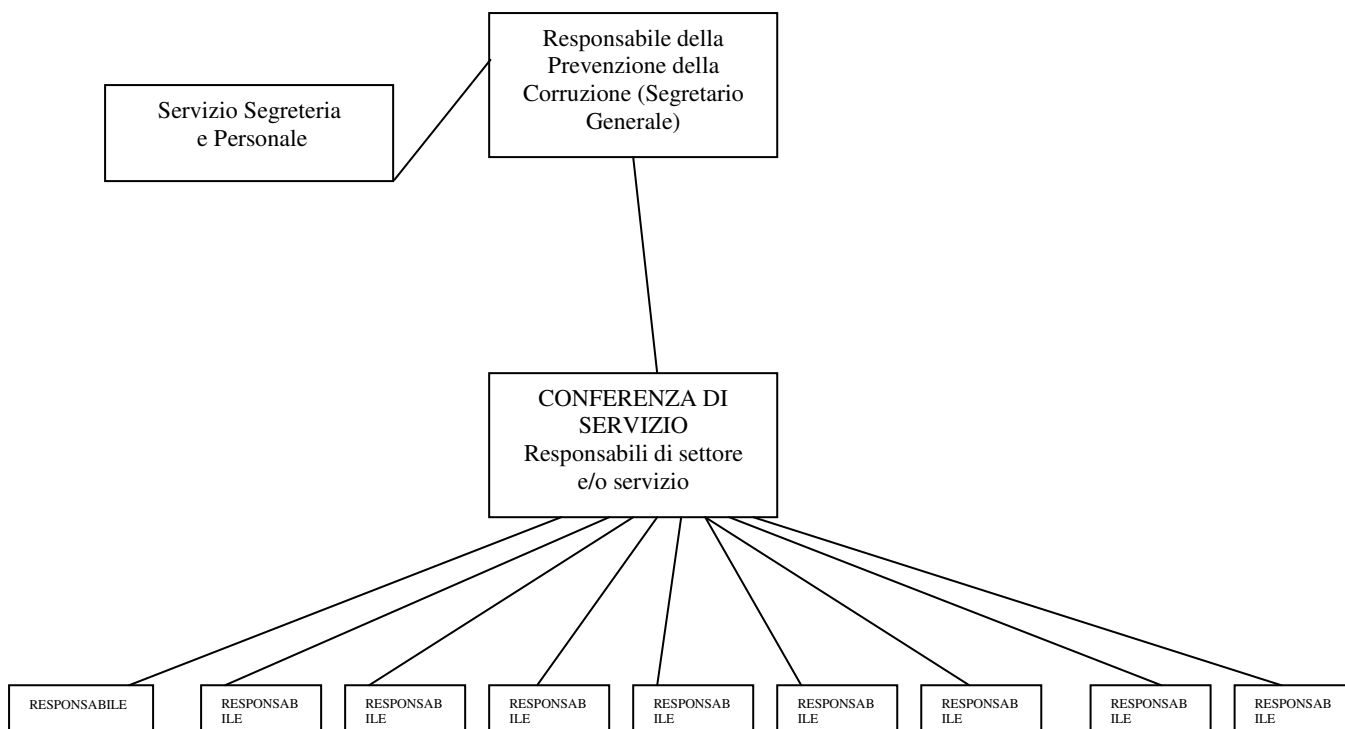 Responsabile della
Prevenzione della
Corruzione (Segretario
Generale)
Servizio Segreteria
e Personale
CONFERENZA DI
SERVIZIO
Responsabili di settore
e/o servizio
RESPONSABILE
RESPONSAB
ILE
RESPONSAB
ILE
RESPONSAB
ILE
RESPONSAB
ILE
RESPONSAB
ILE
RESPONSAB
ILE
RESPONSAB
ILE
RESPONSAB
ILE